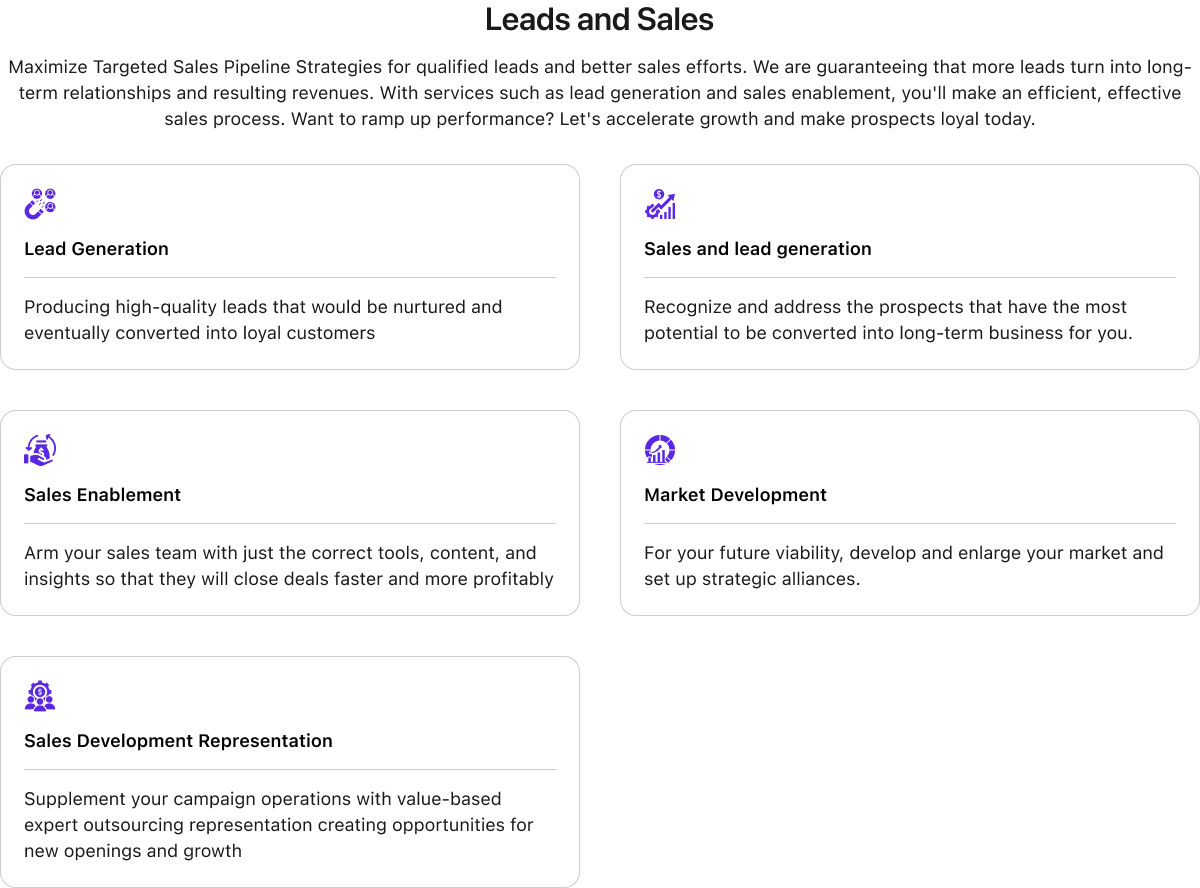 Leads and Sales
Maximize Targeted Sales Pipeline Strategies for qualified leads and better sales efforts. We are guaranteeing that more leads turn into long-
term relationships and resulting revenues. With services such as lead generation and sales enablement, you'll make an efficient, effective
sales process. Want to ramp up performance? Let's accelerate growth and make prospects loyal today.
Lead Generation
Producing high-quality leads that would be nurtured and
eventually converted into loyal customers
Sales and lead generation
Recognize and address the prospects that have the most
potential to be converted into long-term business for you.
Sales Enablement
Arm your sales team with just the correct tools, content, and
insights so that they will close deals faster and more profitably
Market Development
For your future viability, develop and enlarge your market and
set up strategic alliances.
Sales Development Representation
Supplement your campaign operations with value-based
expert outsourcing representation creating opportunities for
new openings and growth